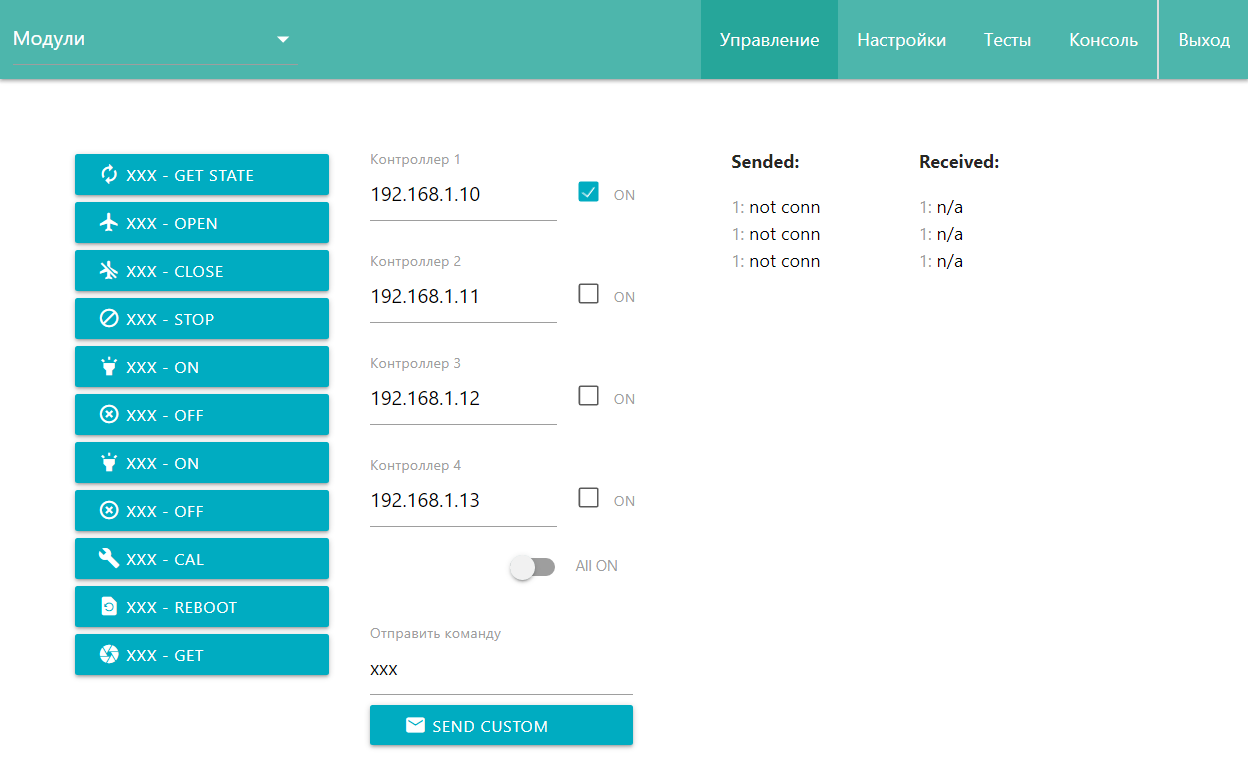 Модули
Управление
Настройки
Тесты
Консоль
Выход
XXX - GET STATE
XXX - OPEN
XXX - CLOSE
XXX - STOP
XXX - ON
XXX - OFF
XXX - ON
XXX - OFF
XXX - CAL
XXX - REBOOT
XXX - GET
Контроллер 1
192.168.1.10
ON
Контроллер 2
192.168.1.11
ON
Контроллер 3
192.168.1.12
ON
Контроллер 4
192.168.1.13
ON
All ON
Отправить команду
xxx
SEND CUSTOM
Sended:
1: not conn
1: not conn
1: not conn
Received:
1: n/a
1: n/a
1: n/a